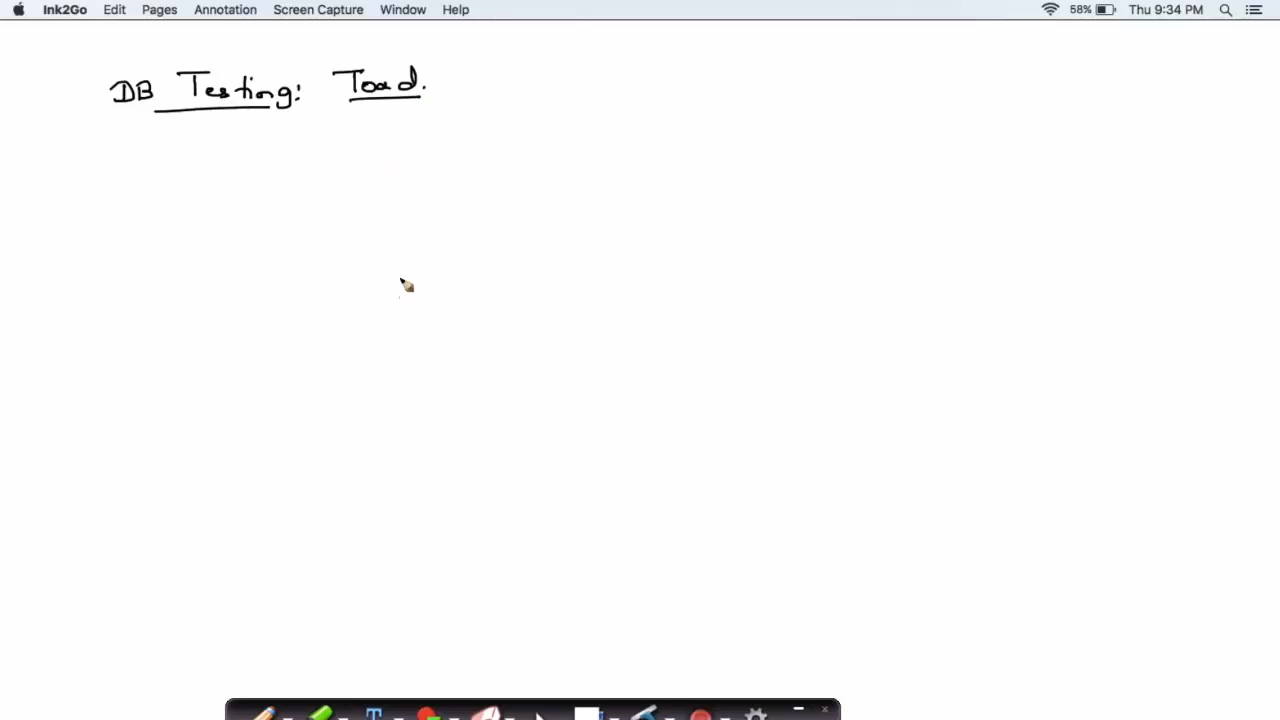 Ink2Go Edit Pages Annotation Screen Capture Window Help 58% Thu 9:34 PM
DB Testing: Toad.